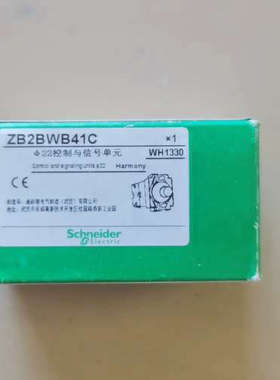 ZB2BWB41C ×1
Φ22控制与信号单元 WH1330
Control and signaling units ø22 Harmony
CE
Schneider
Electric